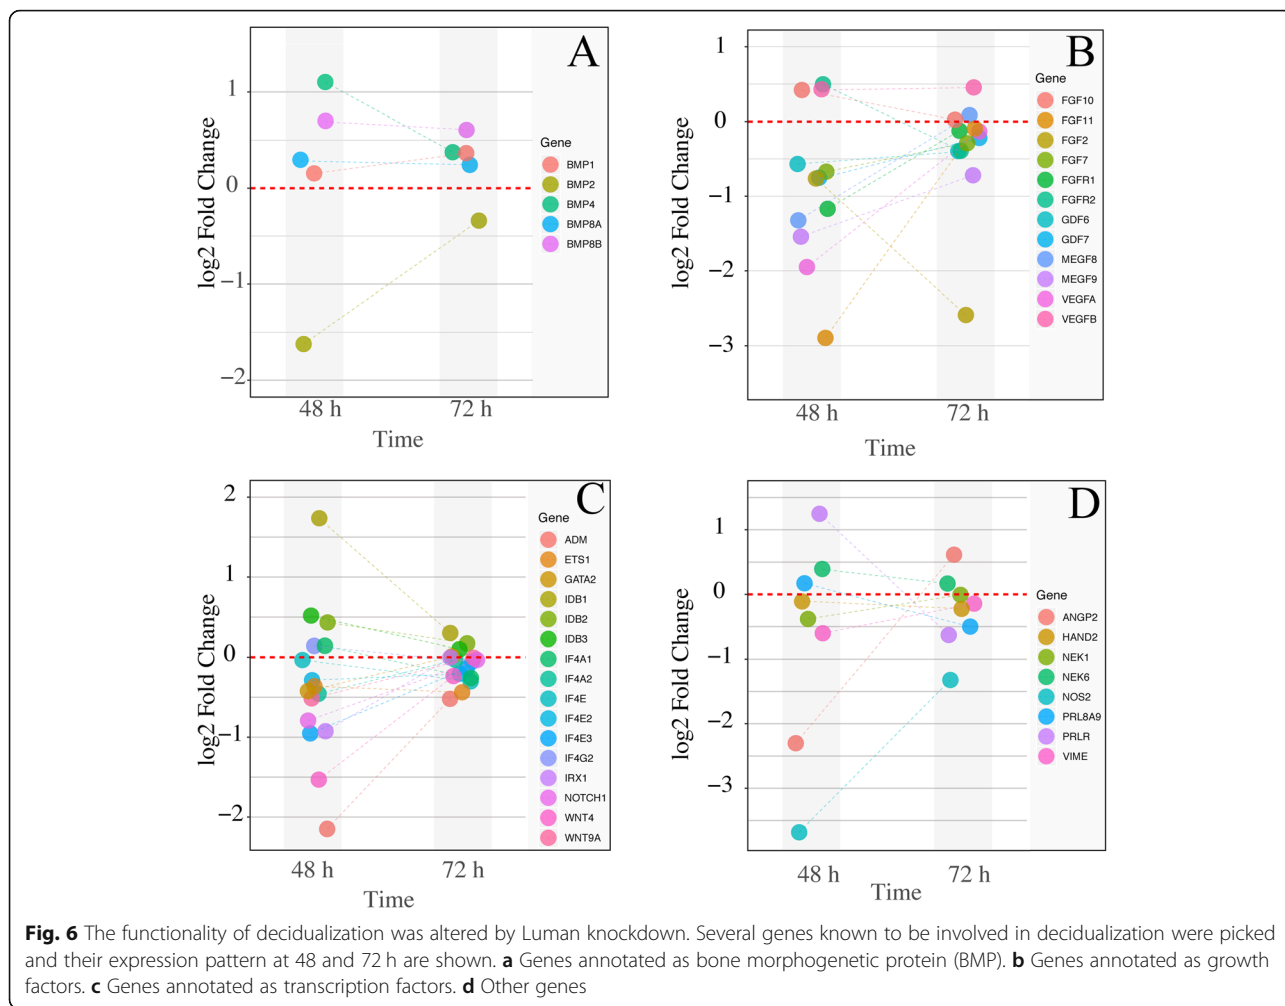 A
log2 Fold Change
1
0
−1
−2
48 h
72 h
Time
Gene
BMP1
BMP2
BMP4
BMP8A
BMP8B
B
log2 Fold Change
1
0
−1
−2
−3
48 h
72 h
Time
Gene
FGF10
FGF11
FGF2
FGF7
FGFR1
FGFR2
GDF6
GDF7
MEGF8
MEGF9
VEGFA
VEGFB
C
log2 Fold Change
2
1
0
−1
−2
48 h
72 h
Time
Gene
ADM
ETS1
GATA2
IDB1
IDB2
IDB3
IF4A1
IF4A2
IF4E
IF4E2
IF4E3
IF4G2
IRX1
NOTCH1
WNT4
WNT9A
D
log2 Fold Change
1
0
−1
−2
−3
48 h
72 h
Time
Gene
ANGP2
HAND2
NEK1
NEK6
NOS2
PRL8A9
PRLR
VIME
Fig. 6 The functionality of decidualization was altered by Luman knockdown. Several genes known to be involved in decidualization were picked
and their expression pattern at 48 and 72 h are shown. a Genes annotated as bone morphogenetic protein (BMP). b Genes annotated as growth
factors. c Genes annotated as transcription factors. d Other genes